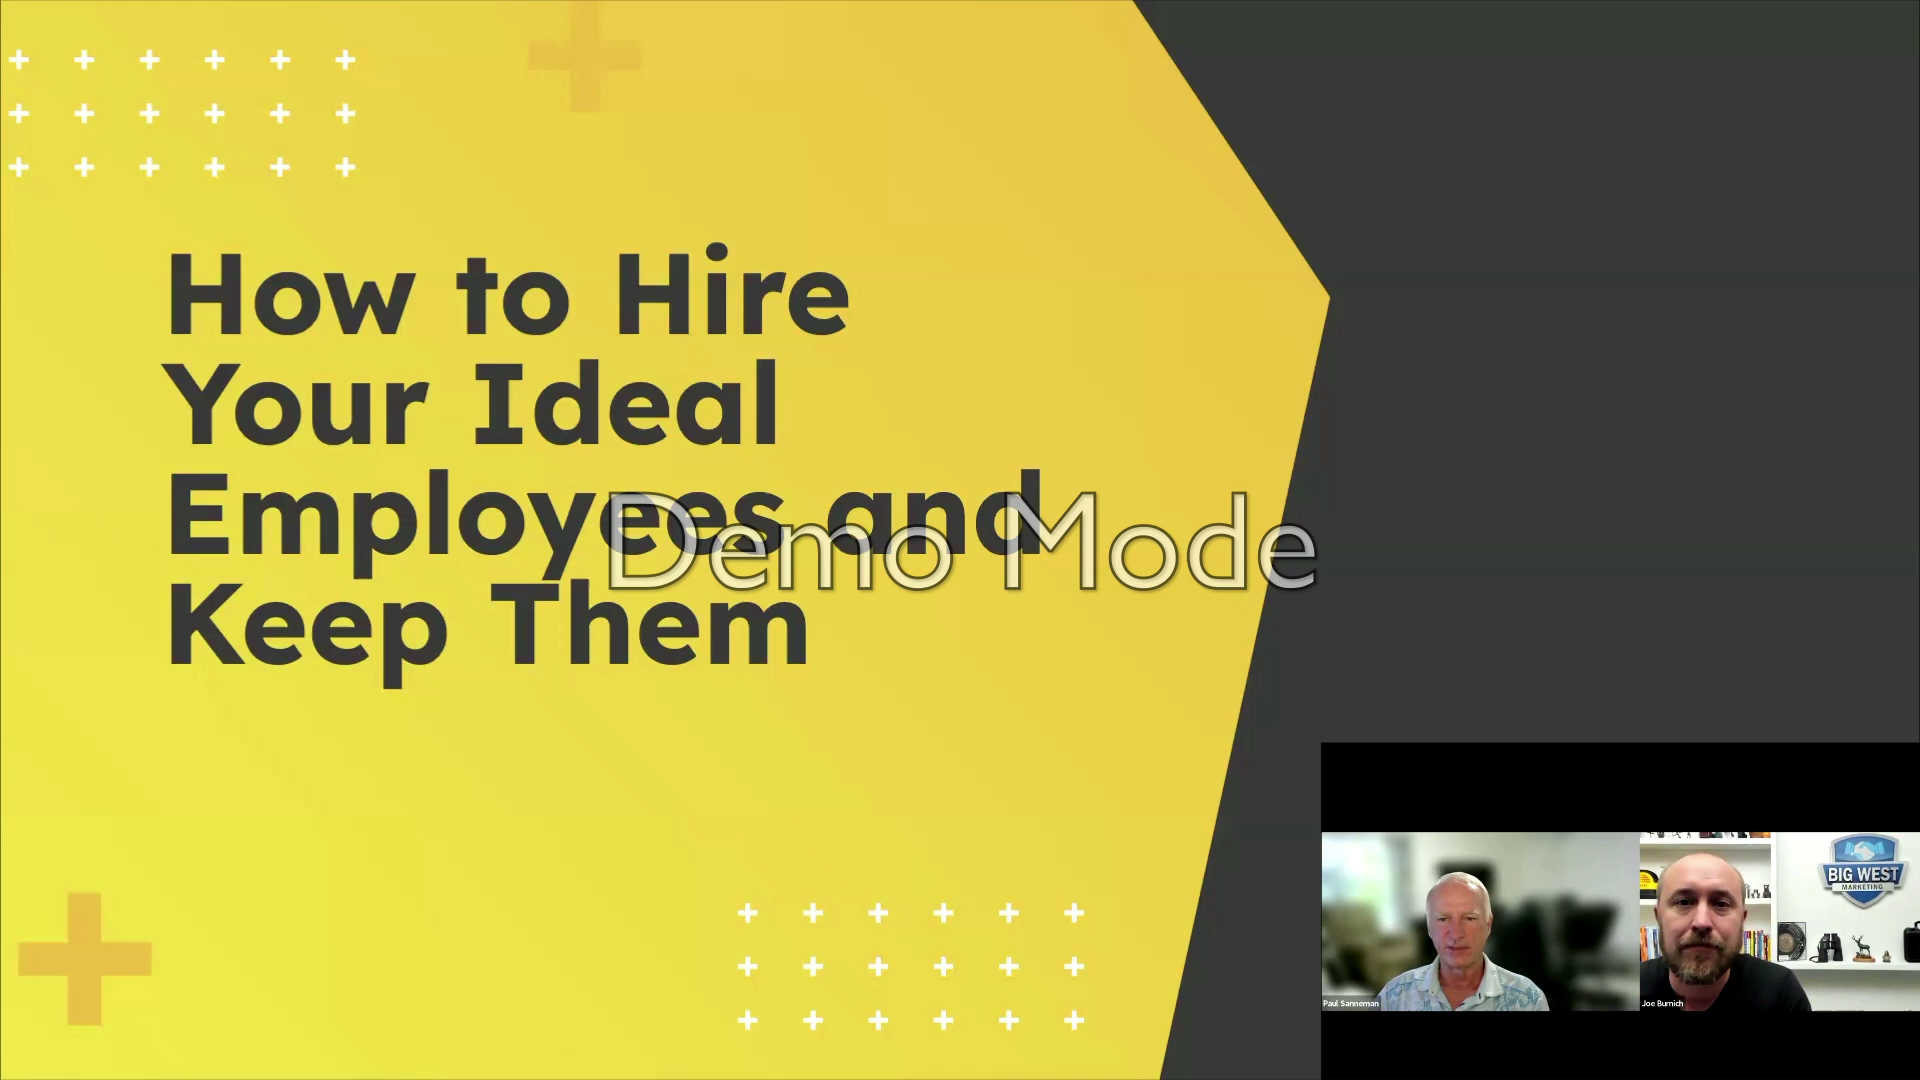 How to Hire
Your Ideal
Employees and
Keep Them
Demo Mode
BIG WEST
MARKETING
Paul Sanneman
Joe Burnich